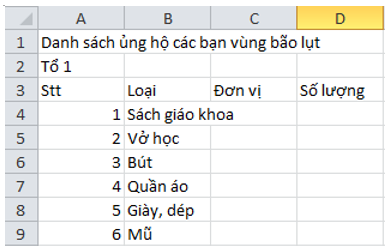 A B C D
1 Danh sách ủng hộ các bạn vùng bão lụt
2 Tổ 1
3 Stt Loại Đơn vị Số lượng
4 1 Sách giáo khoa
5 2 Vở học
6 3 Bút
7 4 Quần áo
8 5 Giày, dép
9 6 Mũ